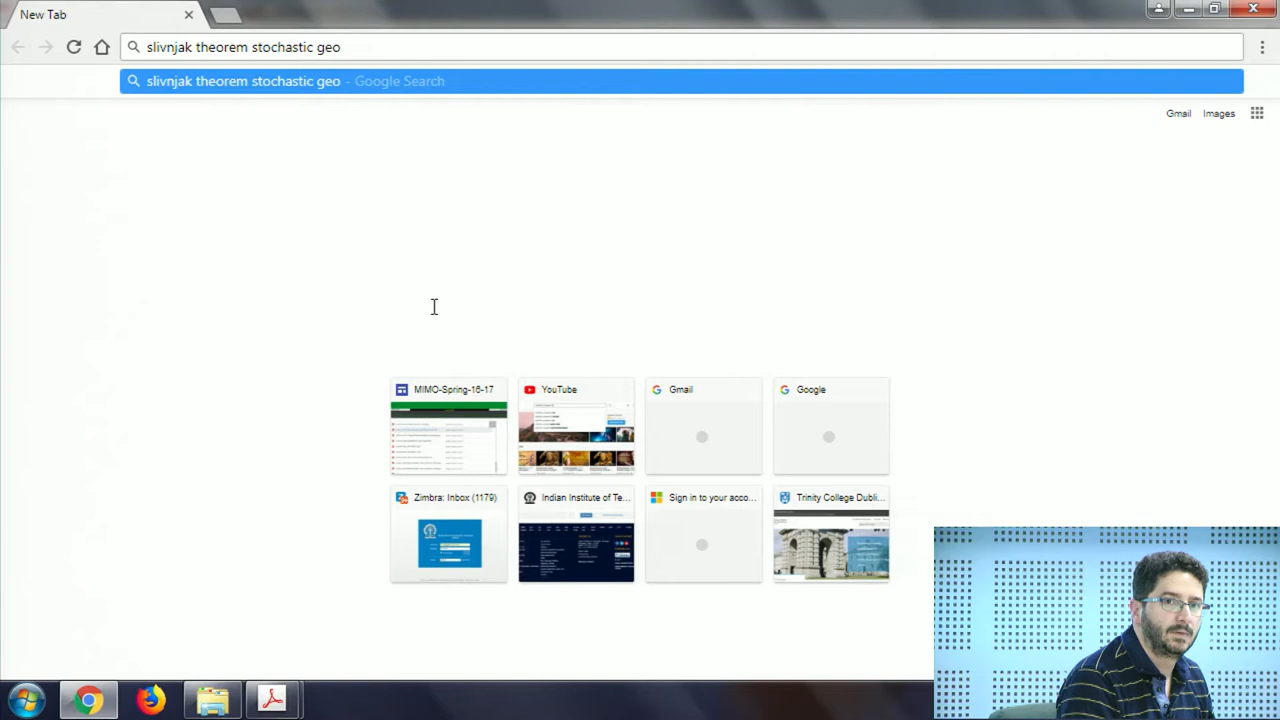 New Tab
slivnjak theorem stochastic geo
slivnjak theorem stochastic geo - Google Search
Gmail Images
MIMO-Spring-16-17 YouTube Gmail Google
Zimbra: Inbox (1179) Indian Institute of Te... Sign in to your acco... Trinity College Dubli...